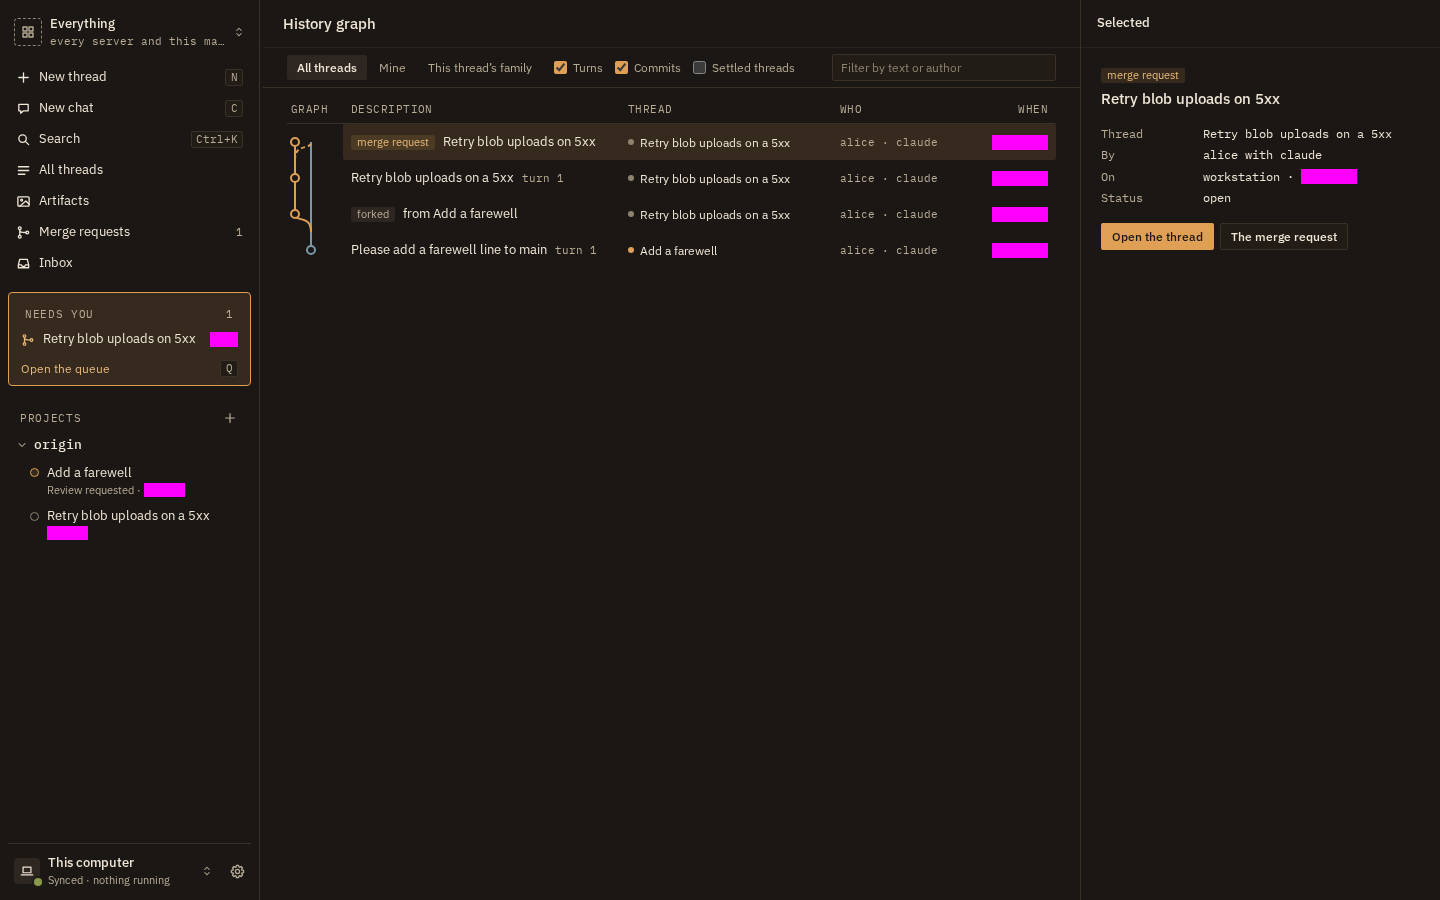 Everything
every server and this ma…
New thread N
New chat C
Search Ctrl+K
All threads
Artifacts
Merge requests 1
Inbox
NEEDS YOU 1
Retry blob uploads on 5xx
Open the queue Q
PROJECTS
origin
Add a farewell
Review requested ·
Retry blob uploads on a 5xx
This computer
Synced · nothing running
History graph
All threads Mine This thread's family Turns Commits Settled threads Filter by text or author
GRAPH DESCRIPTION THREAD WHO WHEN
merge request Retry blob uploads on 5xx Retry blob uploads on a 5xx alice · claude
Retry blob uploads on a 5xx turn 1 Retry blob uploads on a 5xx alice · claude
forked from Add a farewell Retry blob uploads on a 5xx alice · claude
Please add a farewell line to main turn 1 Add a farewell alice · claude
Selected
merge request
Retry blob uploads on 5xx
Thread Retry blob uploads on a 5xx
By alice with claude
On workstation ·
Status open
Open the thread The merge request